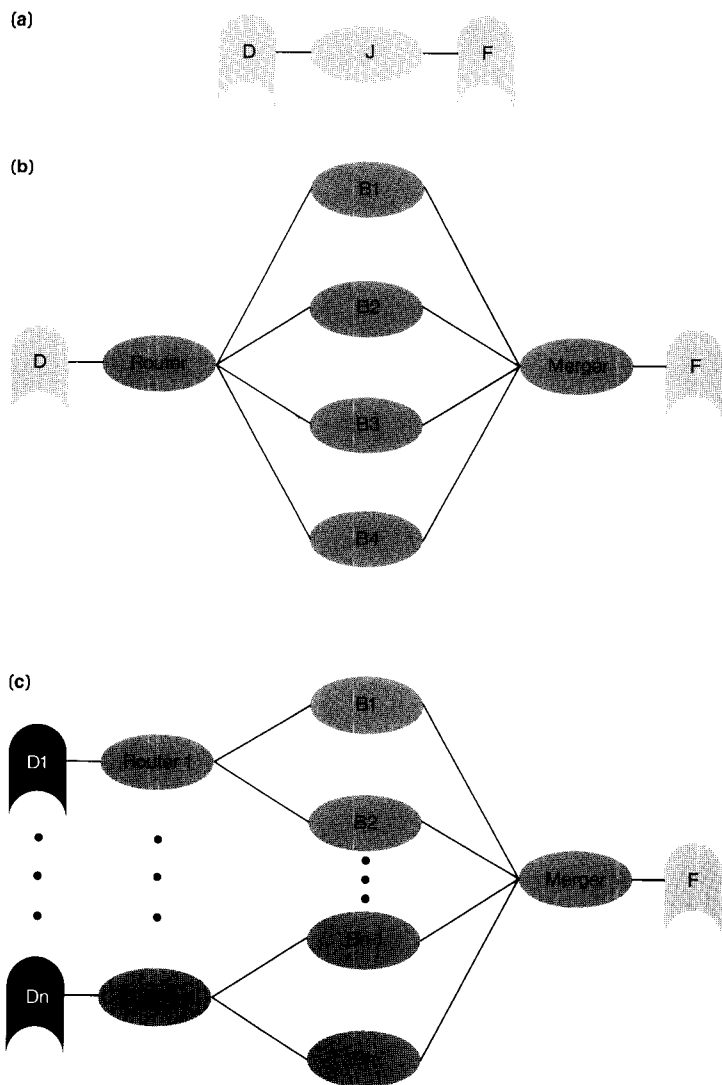 (a)
D J F
(b)
B1
B2
D Router Merger F
B3
B4
(c)
B1
D1 Router 1
B2
Merger F
Dn